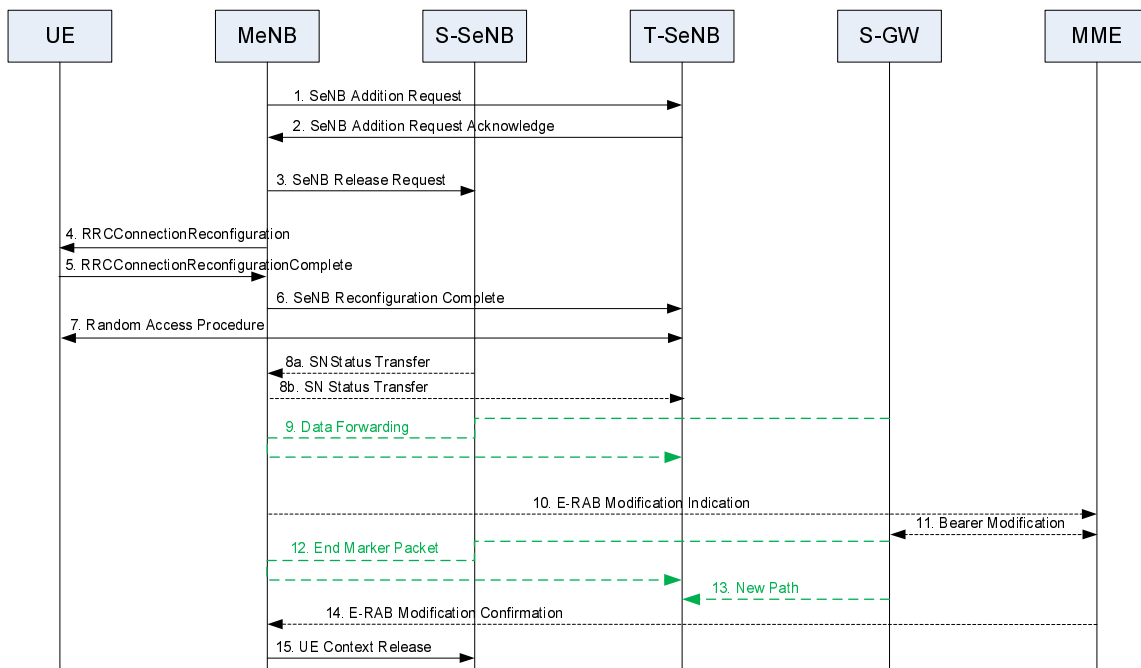 UE
MeNB
S-SeNB
T-SeNB
S-GW
MME
1. SeNB Addition Request
2. SeNB Addition Request Acknowledge
3. SeNB Release Request
4. RRCConnectionReconfiguration
5. RRCConnectionReconfigurationComplete
6. SeNB Reconfiguration Complete
7. Random Access Procedure
8a. SNStatus Transfer
8b. SN Status Transfer
9. Data Forwarding
10. E-RAB Modification Indication
11. Bearer Modification
12. End Marker Packet
13. New Path
14. E-RAB Modification Confirmation
15. UE Context Release